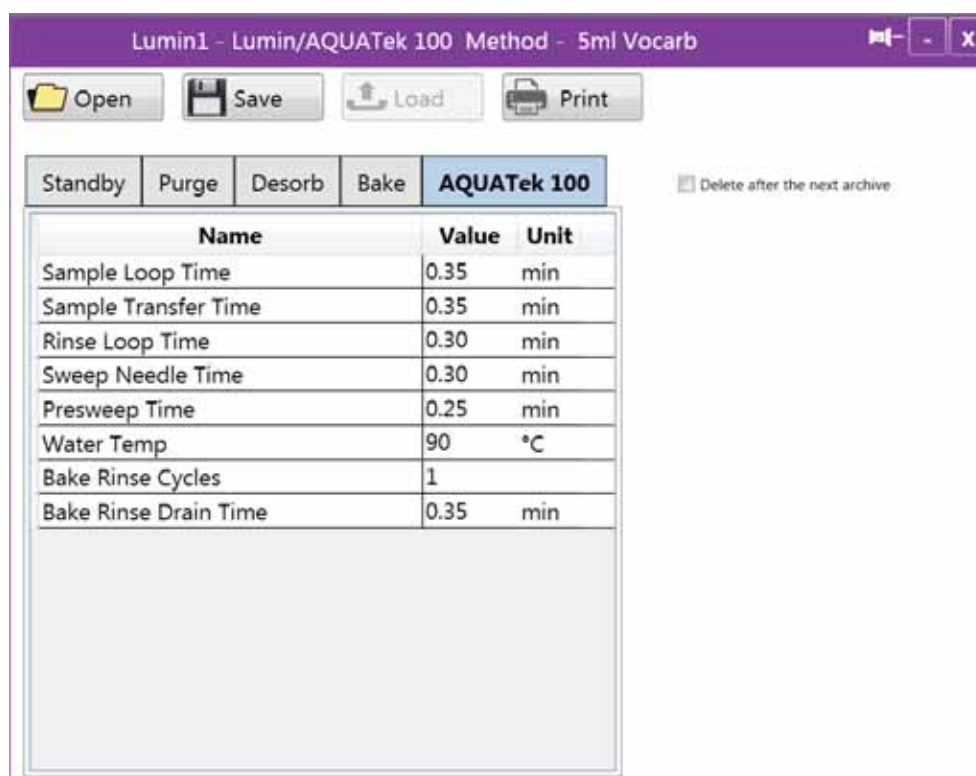 Lumin1 - Lumin/AQUATek 100 Method - 5ml Vocarb - X
Open Save Load Print
Standby Purge Desorb Bake AQUATek 100 Delete after the next archive
Name Value Unit
Sample Loop Time 0.35 min
Sample Transfer Time 0.35 min
Rinse Loop Time 0.30 min
Sweep Needle Time 0.30 min
Presweep Time 0.25 min
Water Temp 90 °C
Bake Rinse Cycles 1
Bake Rinse Drain Time 0.35 min